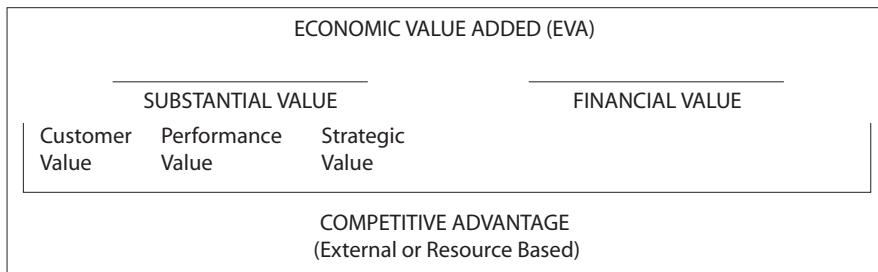 ECONOMIC VALUE ADDED (EVA)
SUBSTANTIAL VALUE FINANCIAL VALUE
Customer Performance Strategic
Value Value Value
COMPETITIVE ADVANTAGE
(External or Resource Based)